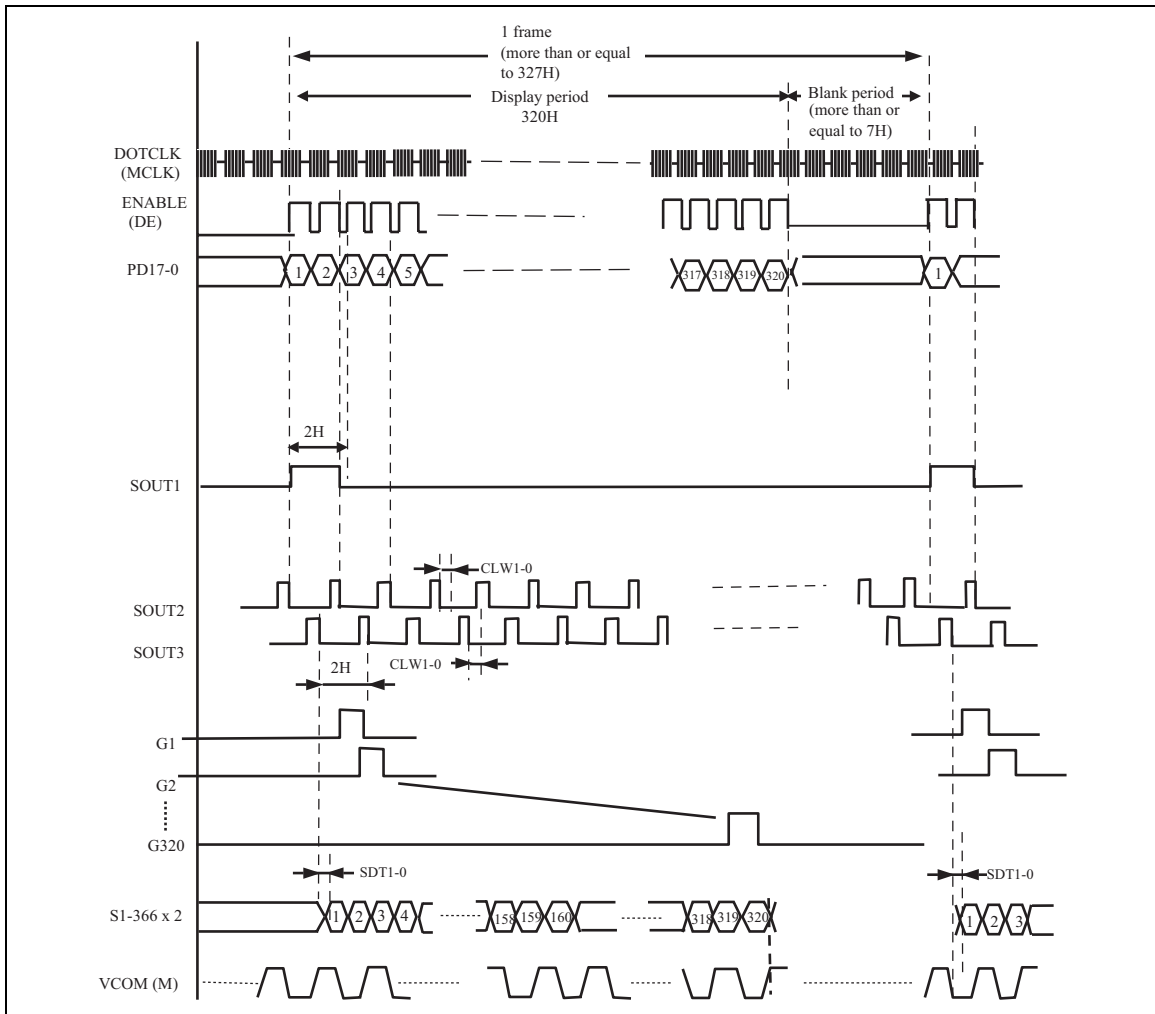 1 frame
(more than or equal
to 327H)
Display period
320H
Blank period
(more than or
equal to 7H)
DOTCLK
(MCLK)
ENABLE
(DE)
PD17-0
1 2 3 4 5
317 318 319 320
1
2H
SOUT1
CLW1-0
SOUT2
SOUT3
CLW1-0
2H
G1
G2
G320
SDT1-0
SDT1-0
S1-366 x 2
1 2 3 4
158 159 160
318 319 320
1 2 3
VCOM (M)